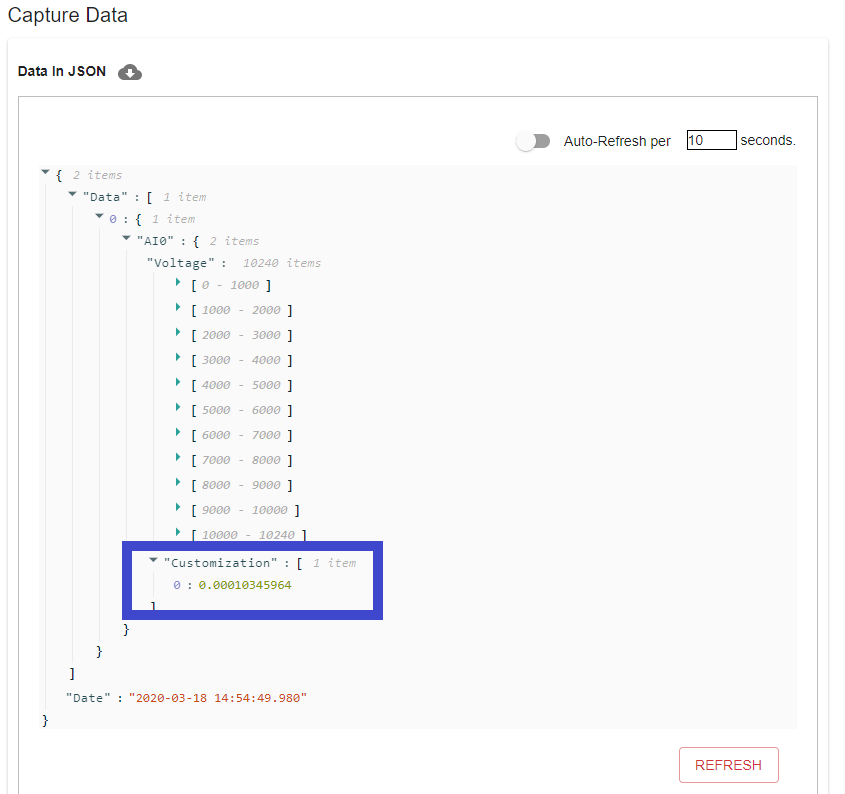 Capture Data
Data In JSON
Auto-Refresh per 10 seconds.
{ 2 items
"Data" : [ 1 item
0 : { 1 item
"AI0" : { 2 items
"Voltage" : 10240 items
[ 0 - 1000 ]
[ 1000 - 2000 ]
[ 2000 - 3000 ]
[ 3000 - 4000 ]
[ 4000 - 5000 ]
[ 5000 - 6000 ]
[ 6000 - 7000 ]
[ 7000 - 8000 ]
[ 8000 - 9000 ]
[ 9000 - 10000 ]
[ 10000 - 10240 ]
"Customization" : [ 1 item
0 : 0.00010345964
]
}
}
]
"Date" : "2020-03-18 14:54:49.980"
}
REFRESH